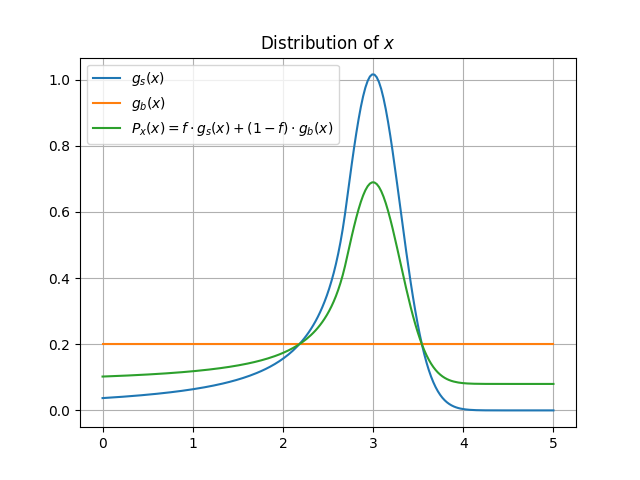 Distribution of x
g_s(x)
g_b(x)
P_x(x) = f · g_s(x) + (1 − f) · g_b(x)
1.0
0.8
0.6
0.4
0.2
0.0
0 1 2 3 4 5